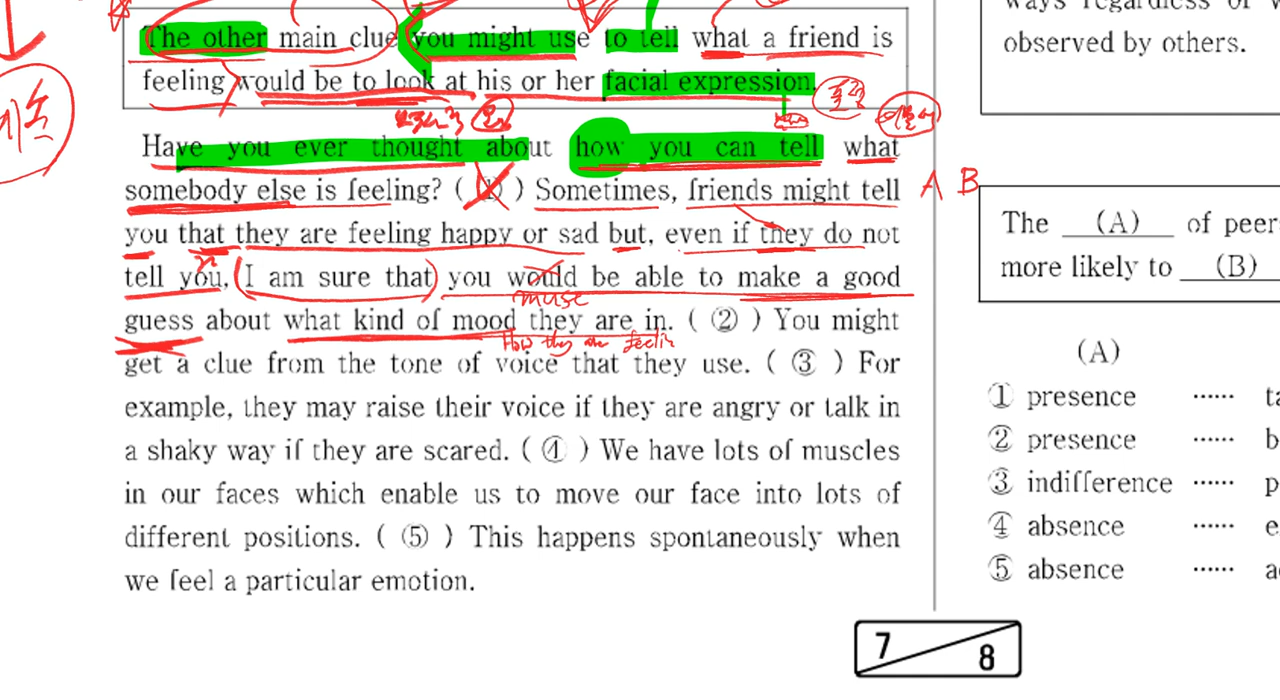 The other main clue you might use to tell what a friend is
feeling would be to look at his or her facial expression.
Have you ever thought about how you can tell what
somebody else is feeling? ( ① ) Sometimes, friends might tell
you that they are feeling happy or sad but, even if they do not
tell you, I am sure that you would be able to make a good
muse
guess about what kind of mood they are in. ( ② ) You might
How they are feelin
get a clue from the tone of voice that they use. ( ③ ) For
example, they may raise their voice if they are angry or talk in
a shaky way if they are scared. ( ④ ) We have lots of muscles
in our faces which enable us to move our face into lots of
different positions. ( ⑤ ) This happens spontaneously when
we feel a particular emotion.
7 8
observed by others.
A B
The (A) of peer
more likely to (B)
(A)
① presence ······ ta
② presence ······ b
③ indifference ······ p
④ absence ······ e
⑤ absence ······ a